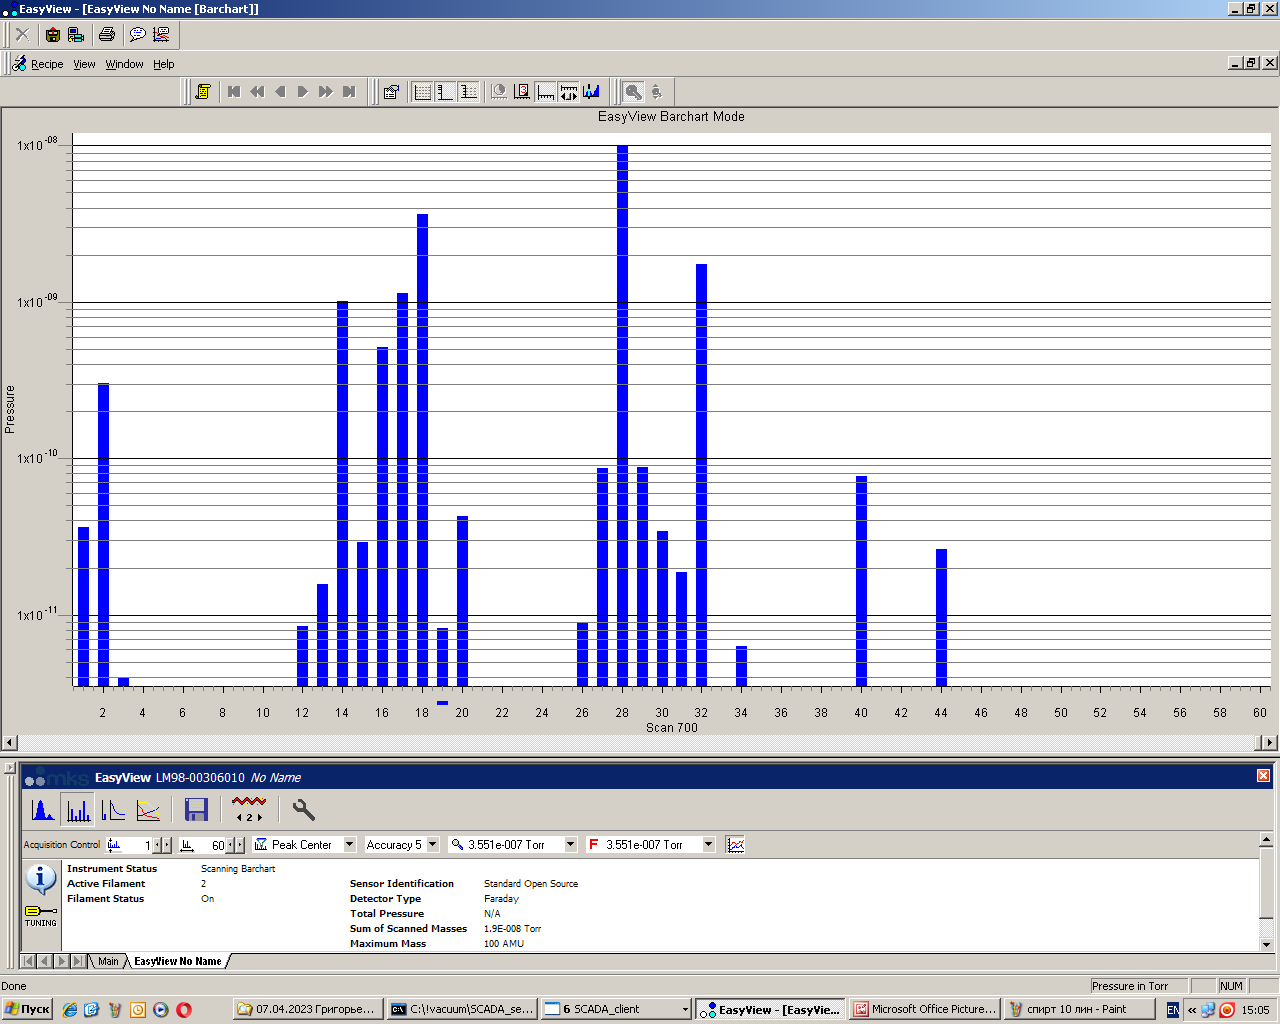 EasyView - [EasyView No Name [Barchart]]
Recipe View Window Help
EasyView Barchart Mode
1x10-08
1x10-09
1x10-10
1x10-11
Pressure
2 4 6 8 10 12 14 16 18 20 22 24 26 28 30 32 34 36 38 40 42 44 46 48 50 52 54 56 58 60
Scan 700
mks EasyView LM98-00306010 No Name
2
Acquisition Control 1 60 Peak Center Accuracy 5 3.551e-007 Torr F 3.551e-007 Torr
Instrument Status Scanning Barchart
Active Filament 2 Sensor Identification Standard Open Source
Filament Status On Detector Type Faraday
TUNING
Total Pressure N/A
Sum of Scanned Masses 1.9E-008 Torr
Maximum Mass 100 AMU
Main EasyView No Name
Done Pressure in Torr NUM
Пуск 07.04.2023 Григорье... C:\!vacuum\SCADA_se... 6 SCADA_client EasyView - [EasyVie... Microsoft Office Picture... спирт 10 лин - Paint EN « 15:05